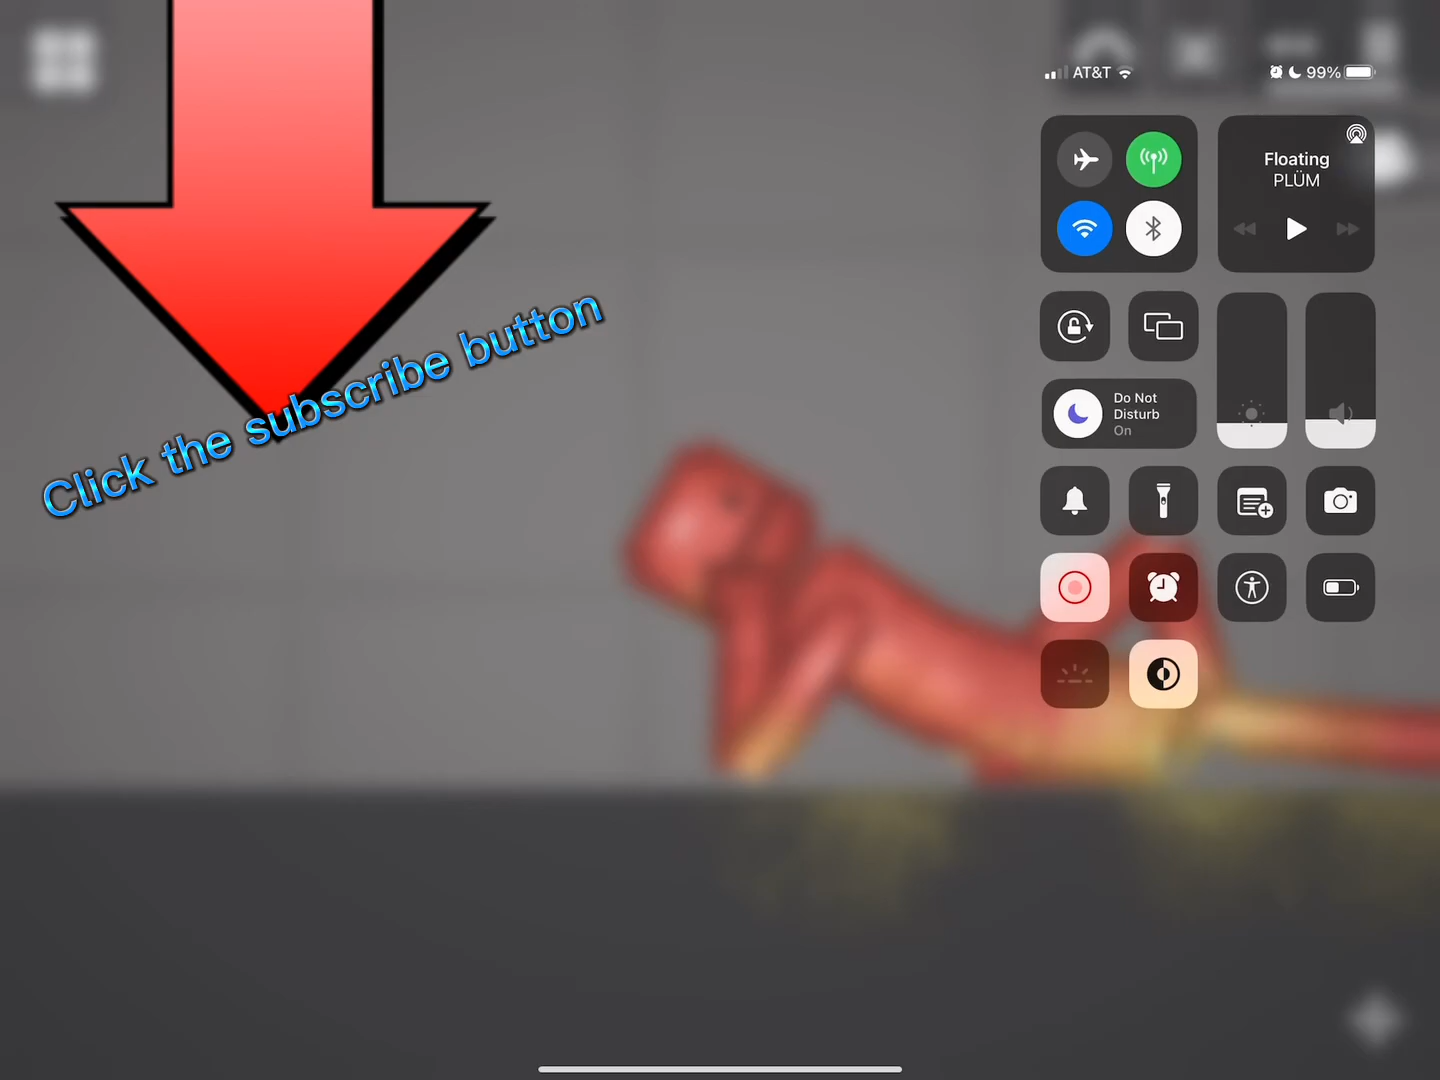 AT&T
99%
Floating
PLÜM
Click the subscribe button
Do Not
Disturb
On